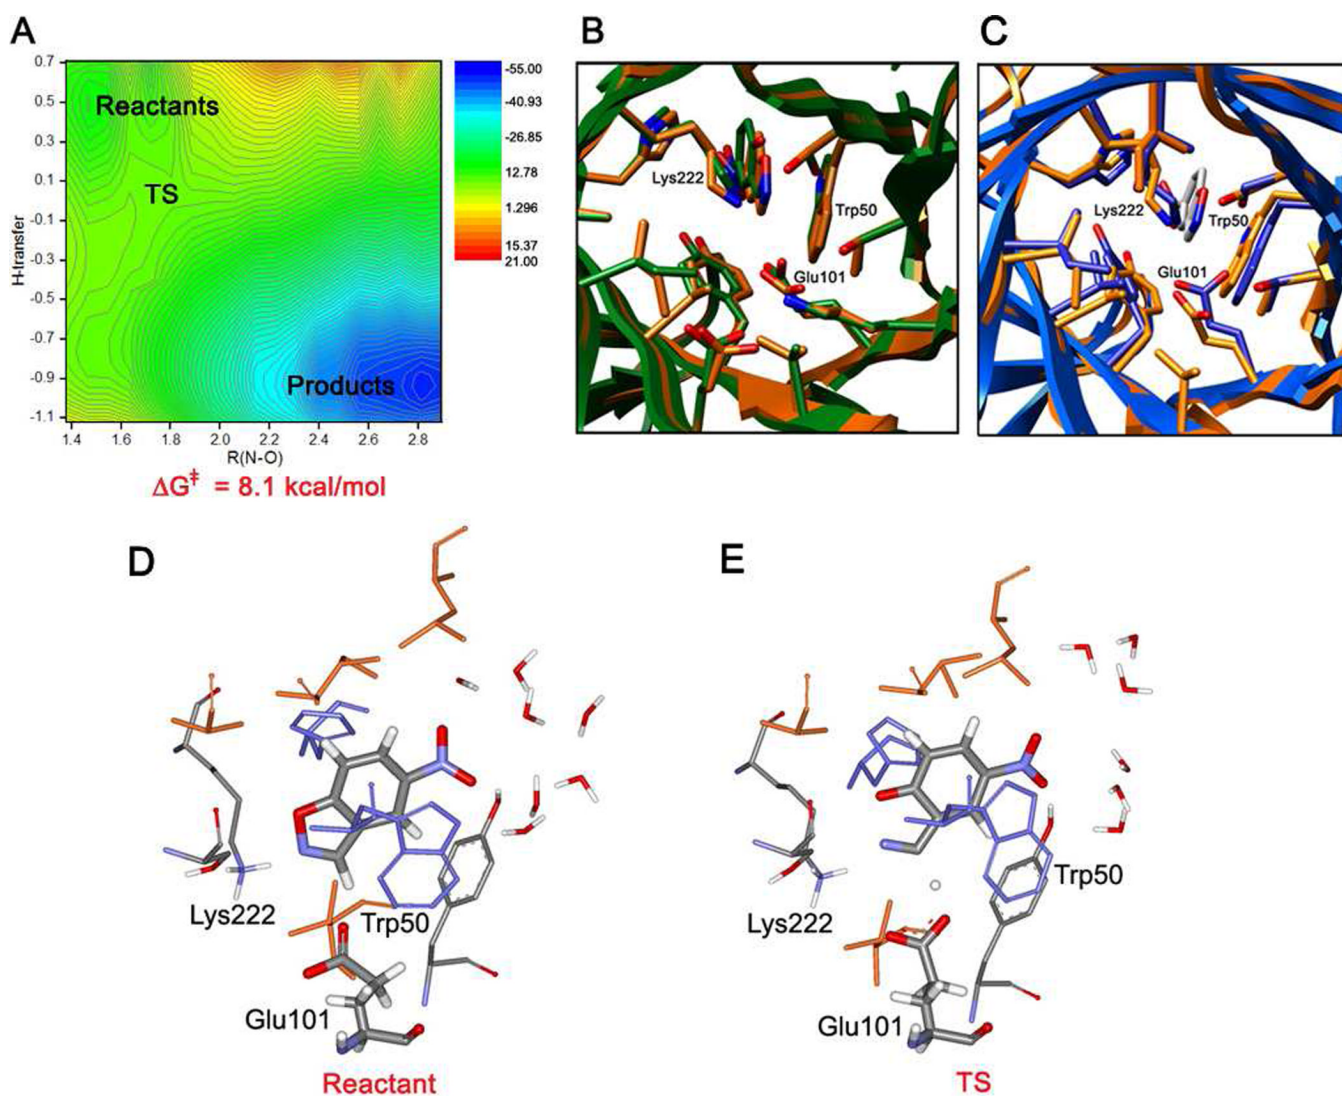 A
B
C
0.7
0.5
0.3
0.1
-0.1
-0.3
-0.5
-0.7
-0.9
-1.1
H-transfer
Reactants
TS
Products
1.4 1.6 1.8 2.0 2.2 2.4 2.6 2.8
R(N-O)
ΔG‡ = 8.1 kcal/mol
-55.00
-40.93
-26.85
12.78
1.296
15.37
21.00
Lys222
Trp50
Glu101
Lys222
Trp50
Glu101
D
E
Lys222
Trp50
Glu101
Reactant
Trp50
Lys222
Glu101
TS